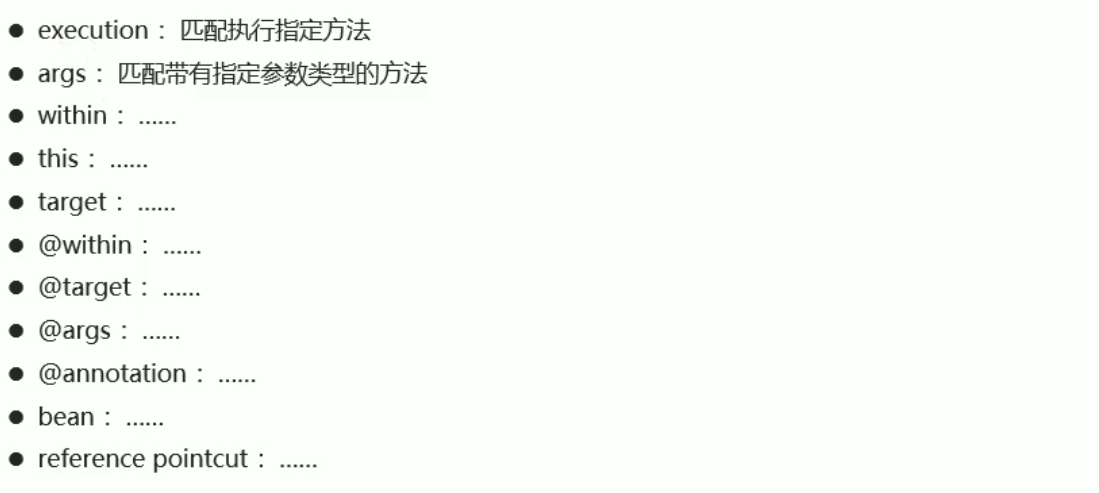 ● execution： 匹配执行指定方法
● args： 匹配带有指定参数类型的方法
● within： ……
● this： ……
● target： ……
● @within： ……
● @target： ……
● @args： ……
● @annotation： ……
● bean： ……
● reference pointcut： ……